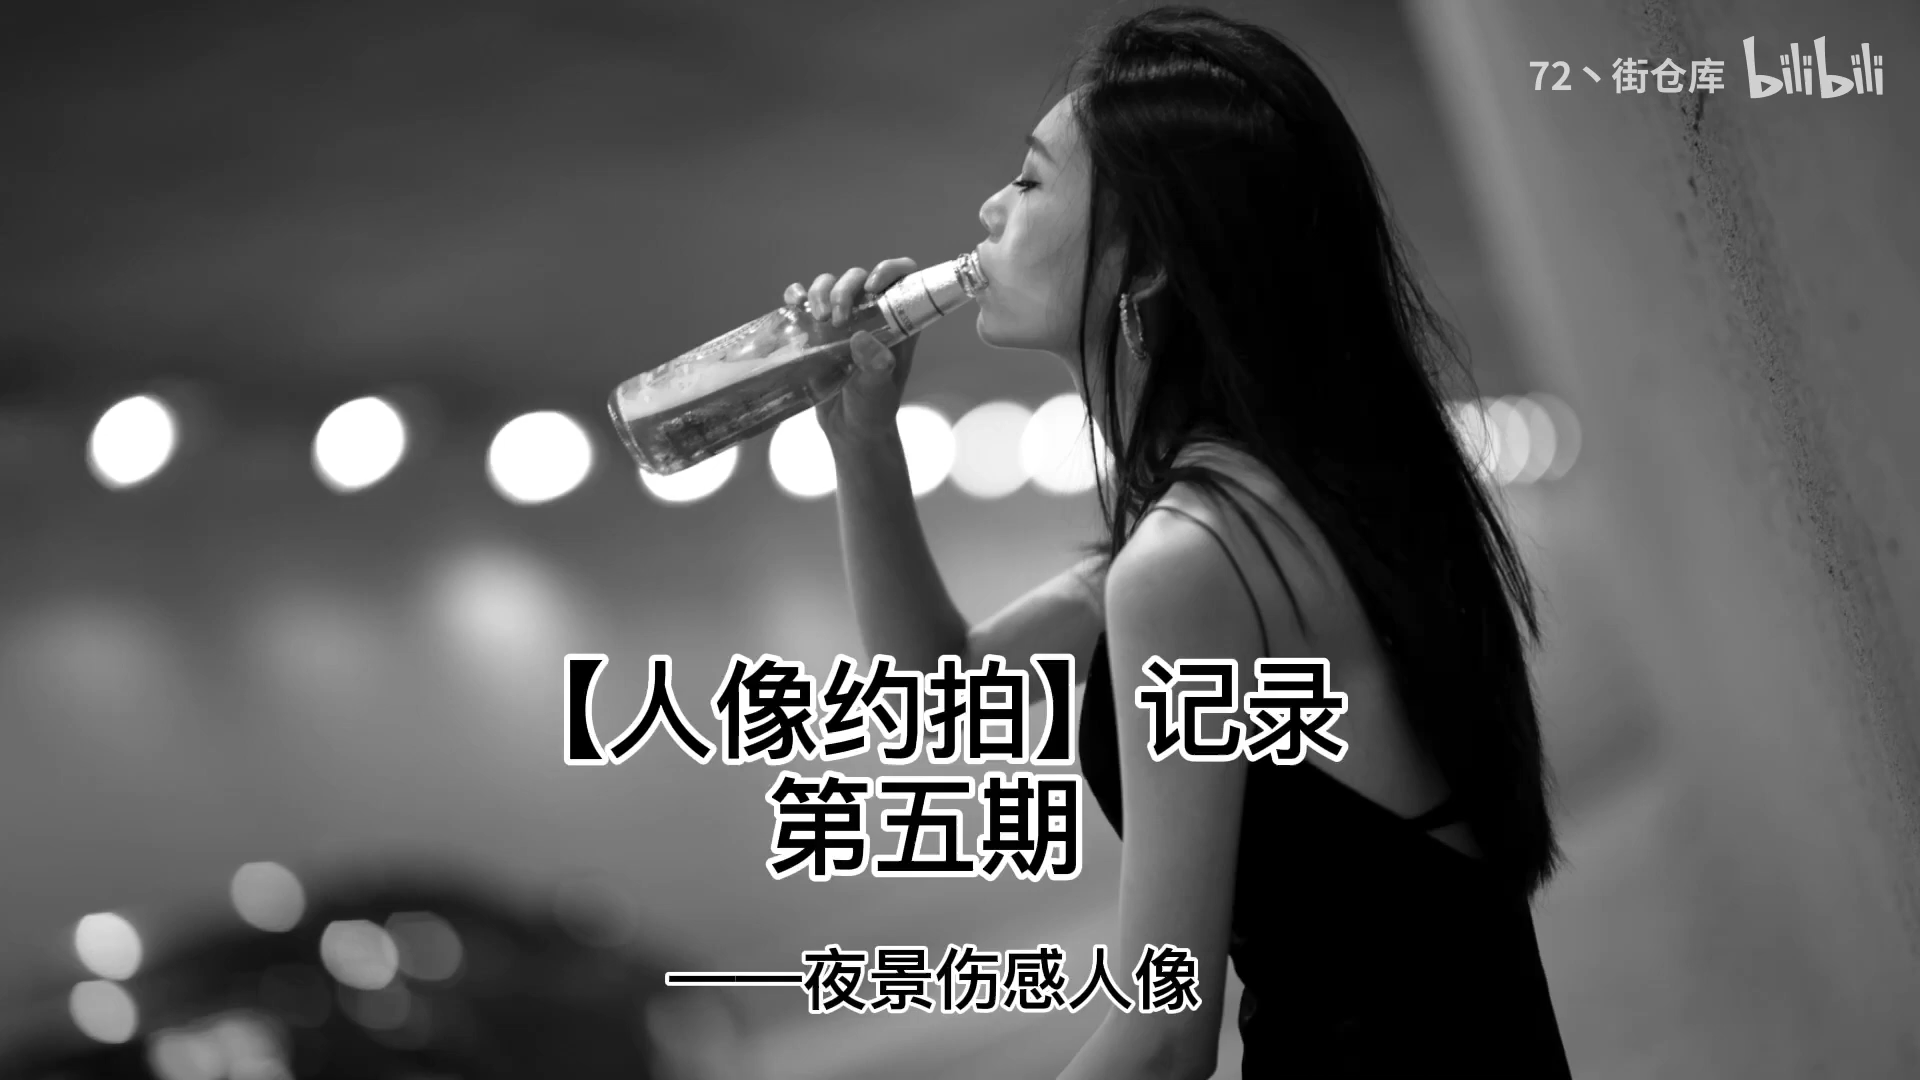 72丶街仓库 bilibili
【人像约拍】记录
第五期
——夜景伤感人像